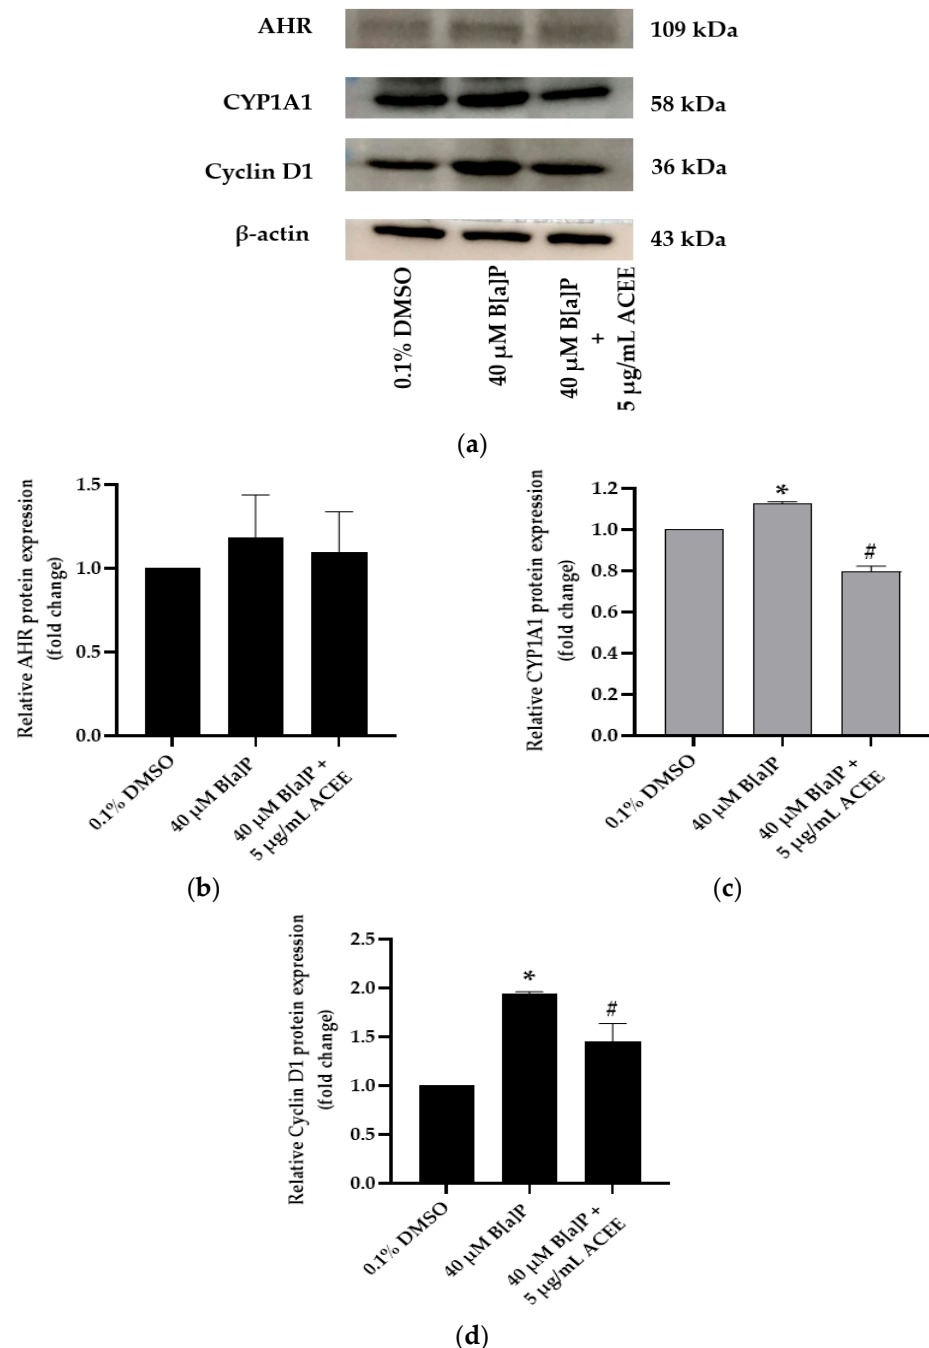 AHR 109 kDa
CYP1A1 58 kDa
Cyclin D1 36 kDa
β-actin 43 kDa
0.1% DMSO
40 μM B[a]P
40 μM B[a]P
+
5 μg/mL ACEE
(a)
Relative AHR protein expression
(fold change)
1.5
1.0
0.5
0.0
0.1% DMSO
40 μM B[a]P
40 μM B[a]P +
5 μg/mL ACEE
(b)
Relative CYP1A1 protein expression
(fold change)
1.2
1.0
0.8
0.6
0.4
0.2
0.0
*
#
0.1% DMSO
40 μM B[a]P
40 μM B[a]P +
5 μg/mL ACEE
(c)
Relative Cyclin D1 protein expression
(fold change)
2.5
2.0
1.5
1.0
0.5
0.0
*
#
0.1% DMSO
40 μM B[a]P
40 μM B[a]P +
5 μg/mL ACEE
(d)